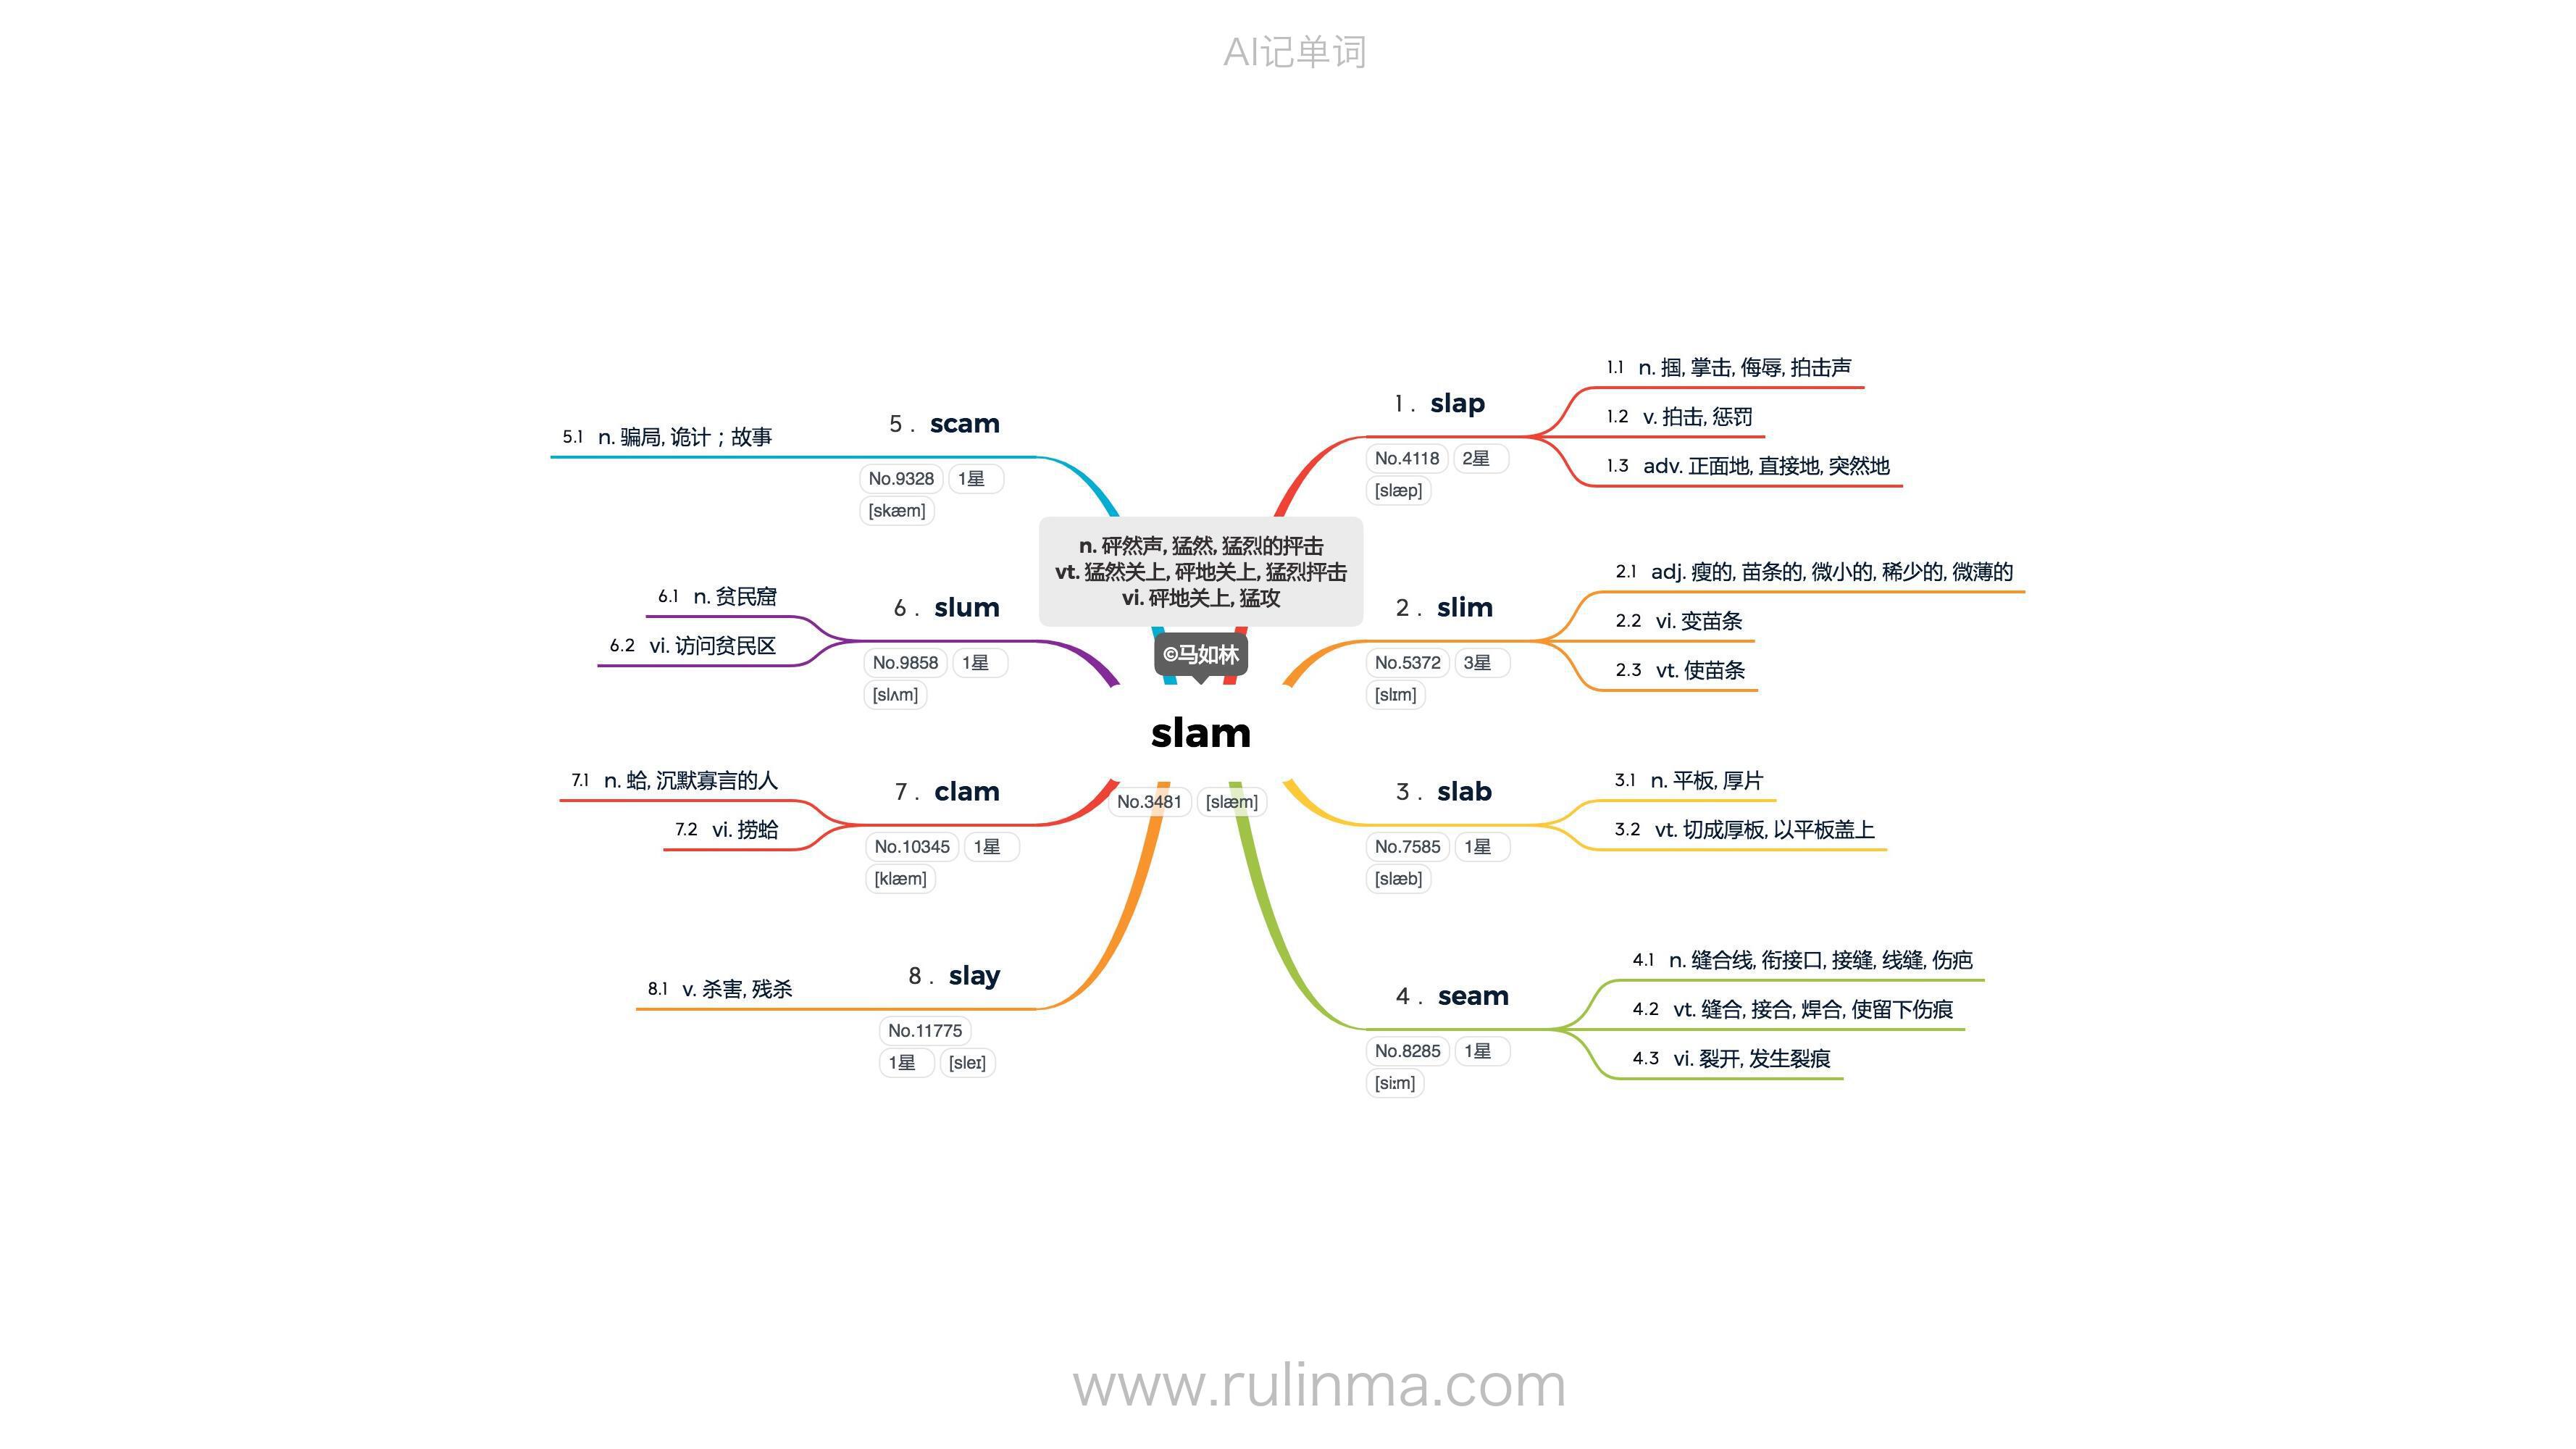 AI记单词
n. 砰然声, 猛然, 猛烈的抨击
vt. 猛然关上, 砰地关上, 猛烈抨击
vi. 砰地关上, 猛攻
©马如林
slam
No.3481 [slæm]
1 . slap
No.4118 2星
[slæp]
1.1 n. 掴, 掌击, 侮辱, 拍击声
1.2 v. 拍击, 惩罚
1.3 adv. 正面地, 直接地, 突然地
2 . slim
No.5372 3星
[slɪm]
2.1 adj. 瘦的, 苗条的, 微小的, 稀少的, 微薄的
2.2 vi. 变苗条
2.3 vt. 使苗条
3 . slab
No.7585 1星
[slæb]
3.1 n. 平板, 厚片
3.2 vt. 切成厚板, 以平板盖上
4 . seam
No.8285 1星
[siːm]
4.1 n. 缝合线, 衔接口, 接缝, 线缝, 伤疤
4.2 vt. 缝合, 接合, 焊合, 使留下伤痕
4.3 vi. 裂开, 发生裂痕
5 . scam
No.9328 1星
[skæm]
5.1 n. 骗局, 诡计；故事
6 . slum
No.9858 1星
[slʌm]
6.1 n. 贫民窟
6.2 vi. 访问贫民区
7 . clam
No.10345 1星
[klæm]
7.1 n. 蛤, 沉默寡言的人
7.2 vi. 捞蛤
8 . slay
No.11775
1星 [sleɪ]
8.1 v. 杀害, 残杀
www.rulinma.com